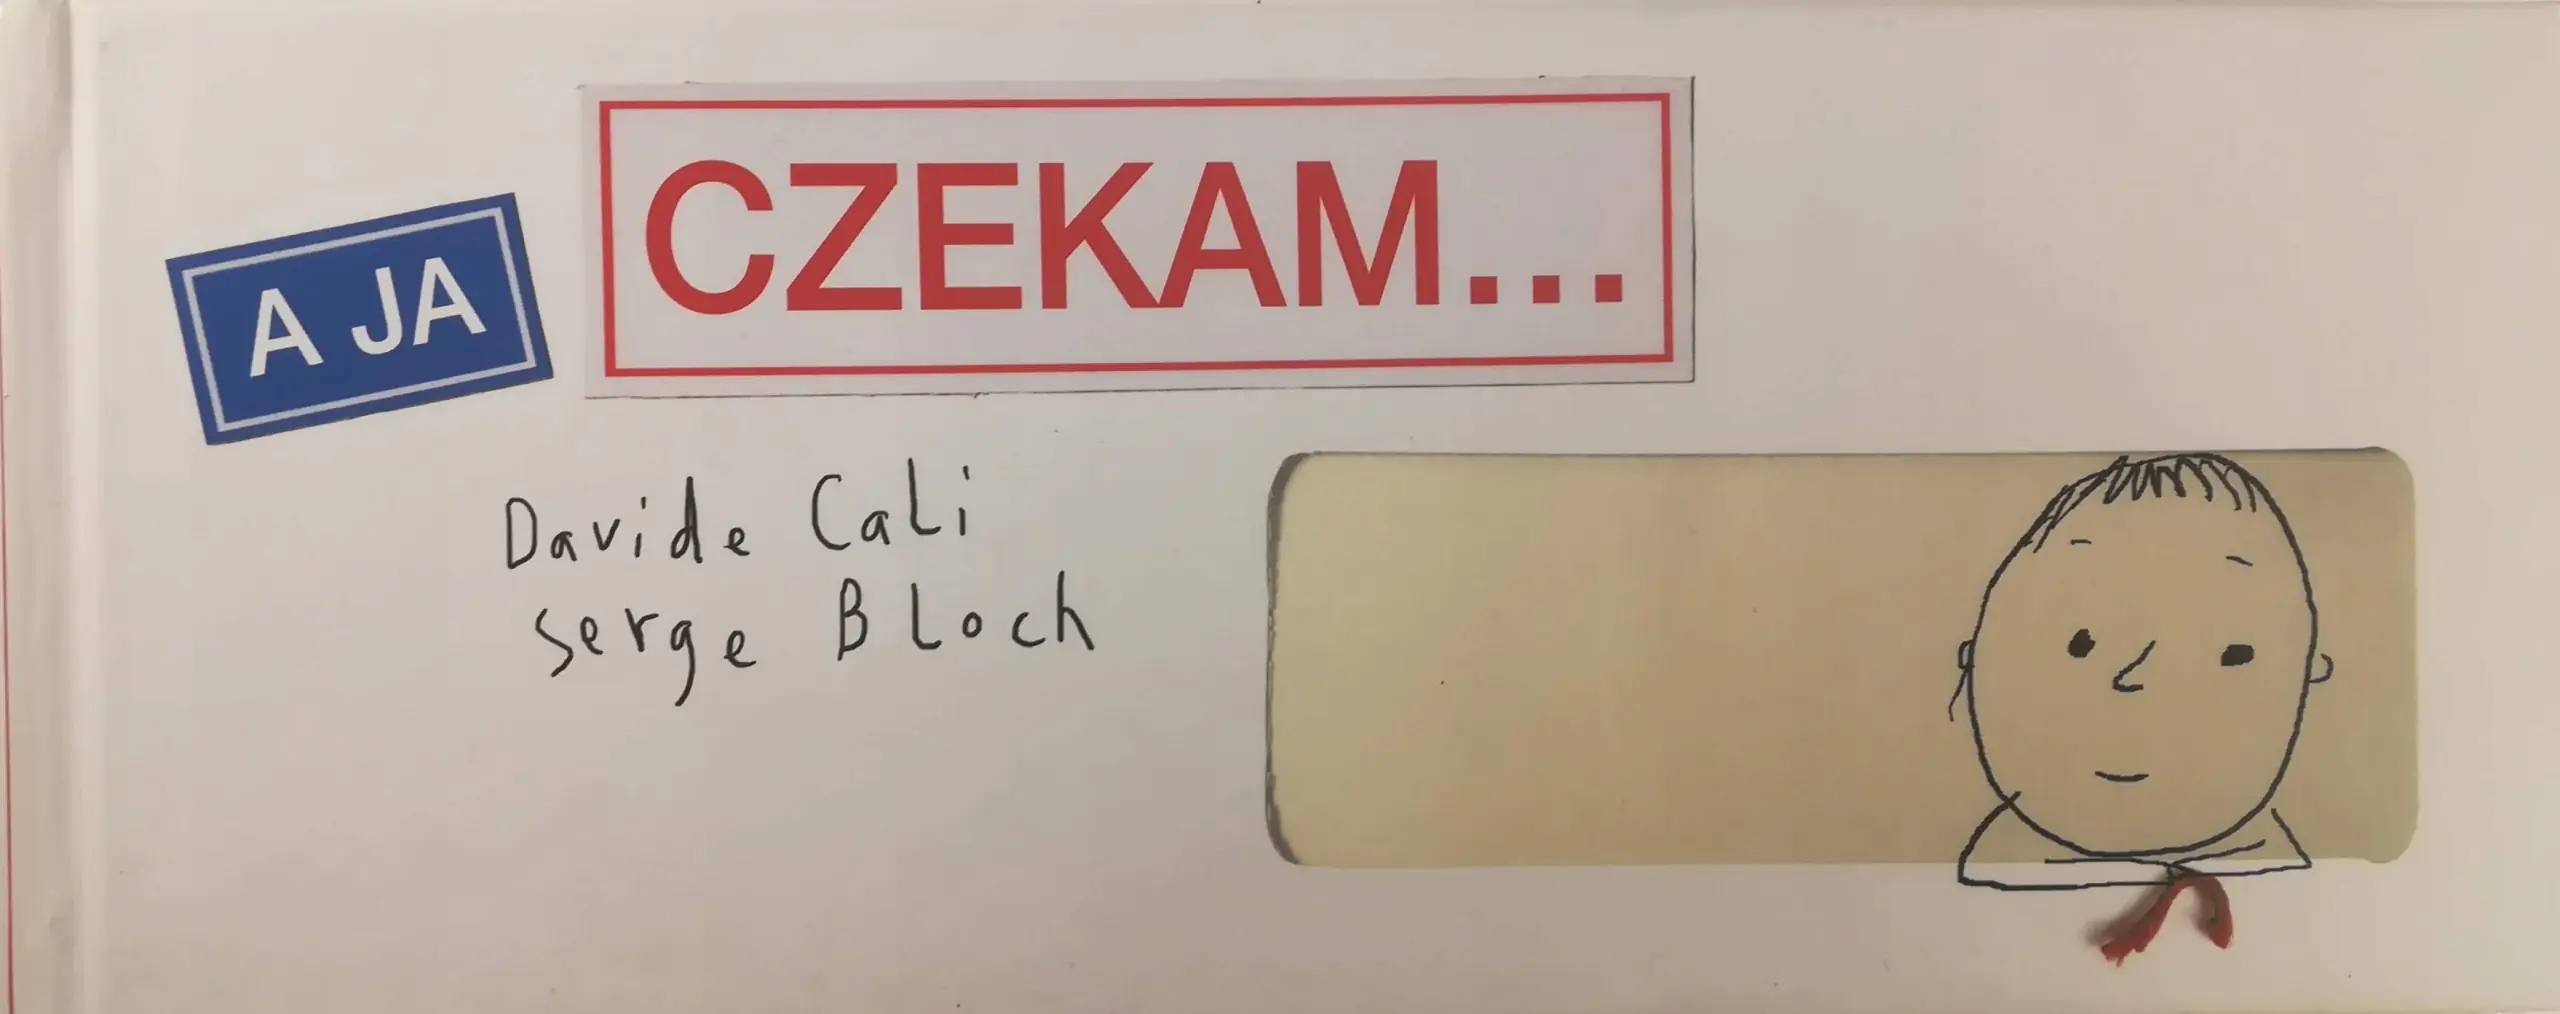 A JA
CZEKAM...
Davide Cali
Serge Bloch